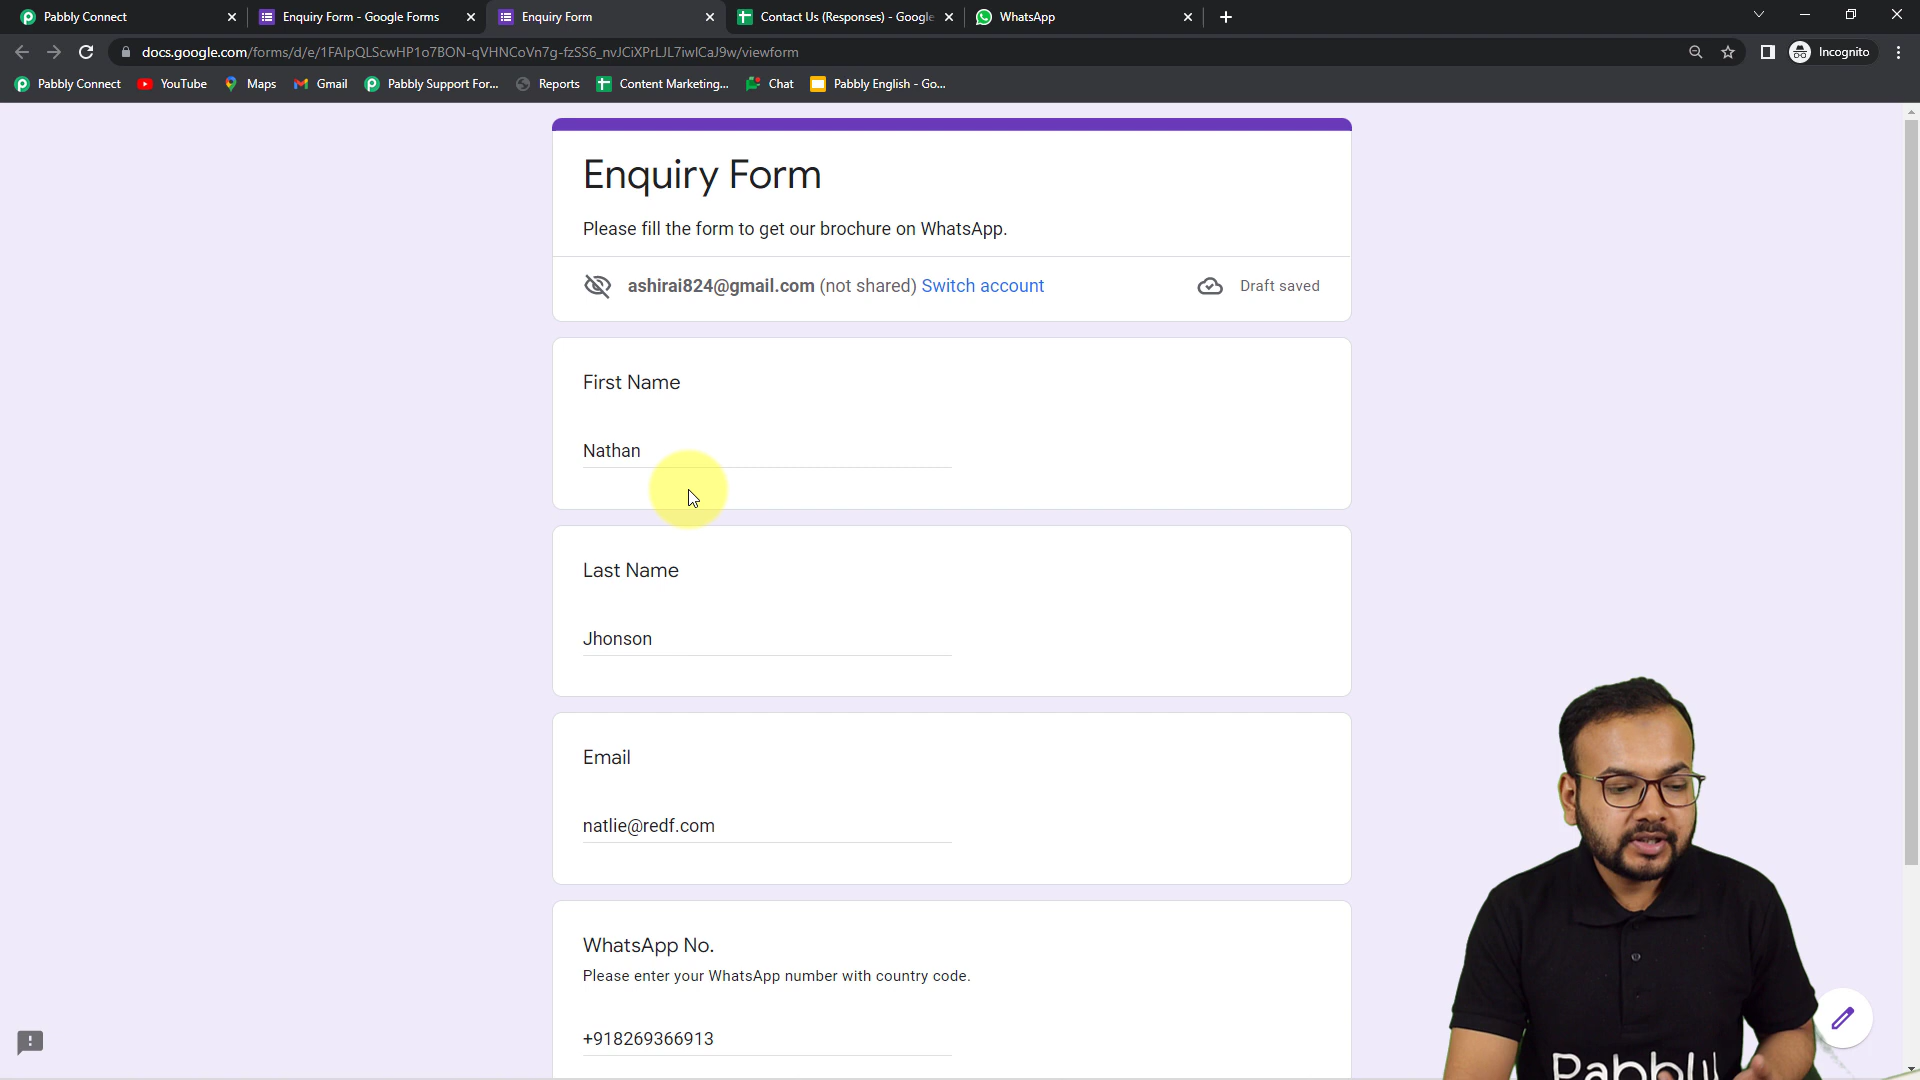 Pabbly Connect
Enquiry Form - Google Forms
Enquiry Form
Contact Us (Responses) - Google
WhatsApp
docs.google.com/forms/d/e/1FAIpQLScwHP1o7BON-qVHNCoVn7g-fzSS6_nvJCiXPrLJL7iwlCaJ9w/viewform
Incognito
Pabbly Connect
YouTube
Maps
Gmail
Pabbly Support For...
Reports
Content Marketing...
Chat
Pabbly English - Go...
Enquiry Form
Please fill the form to get our brochure on WhatsApp.
ashirai824@gmail.com (not shared) Switch account
Draft saved
First Name
Nathan
Last Name
Jhonson
Email
natlie@redf.com
WhatsApp No.
Please enter your WhatsApp number with country code.
+918269366913
Pabbly